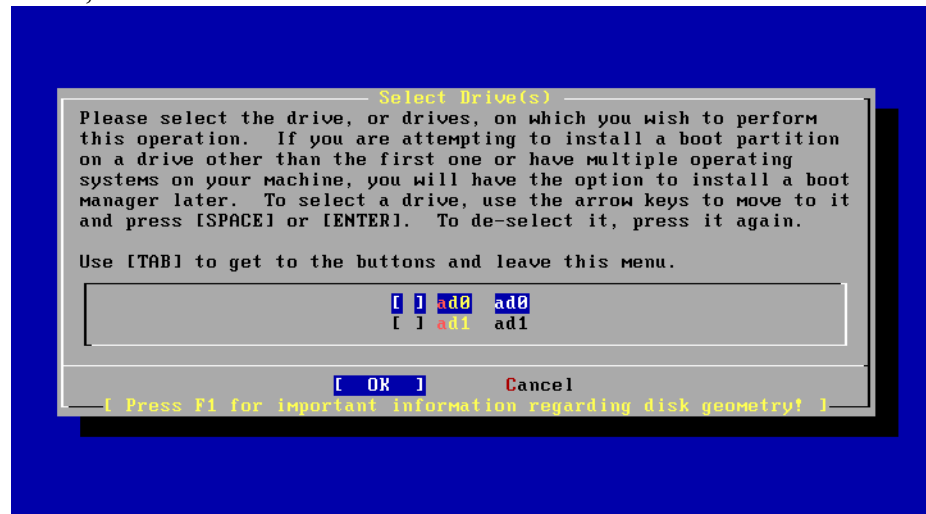 Select Drive(s)
Please select the drive, or drives, on which you wish to perform
this operation.  If you are attempting to install a boot partition
on a drive other than the first one or have multiple operating
systems on your machine, you will have the option to install a boot
manager later.  To select a drive, use the arrow keys to move to it
and press [SPACE] or [ENTER].  To de-select it, press it again.
Use [TAB] to get to the buttons and leave this menu.
[ ] ad0  ad0
[ ] ad1  ad1
[  OK  ]  Cancel
[ Press F1 for important information regarding disk geometry! ]